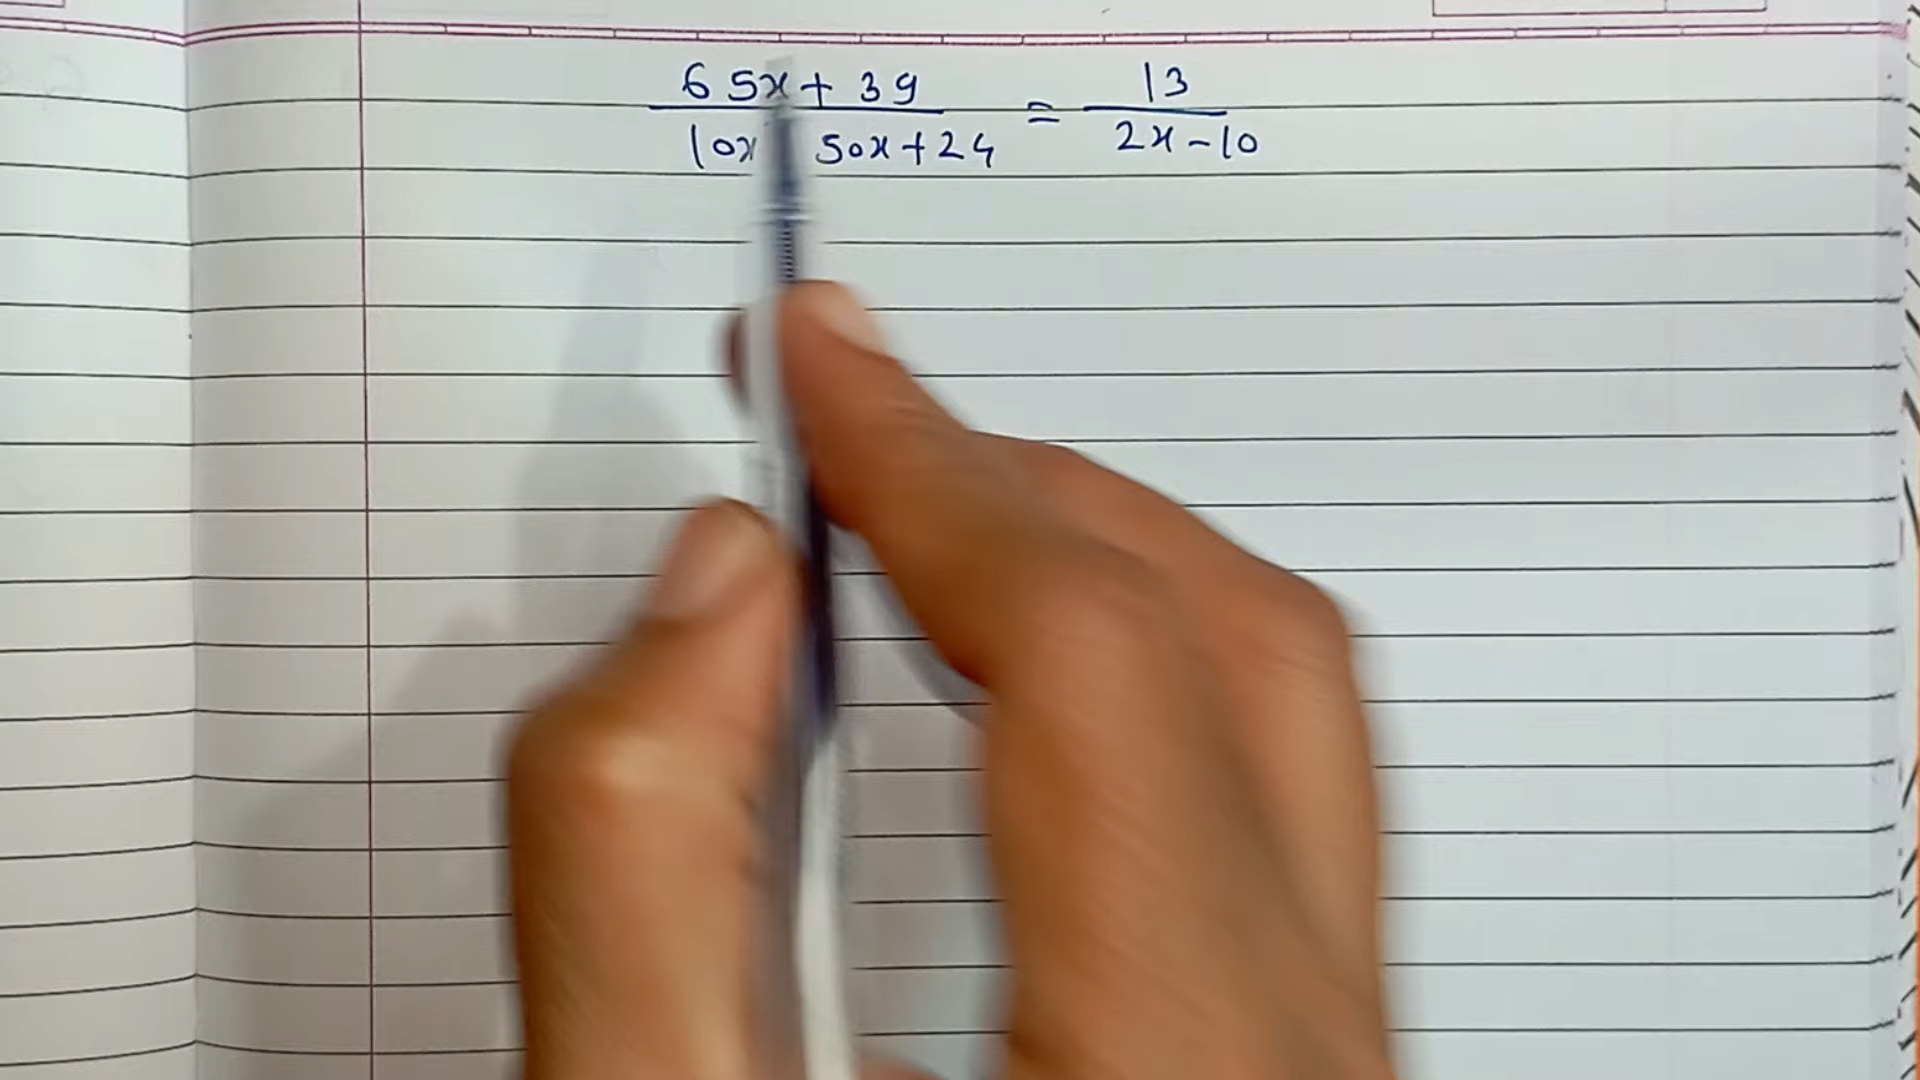 65x + 39 / 10x 50x + 24 = 13 / 2x - 10